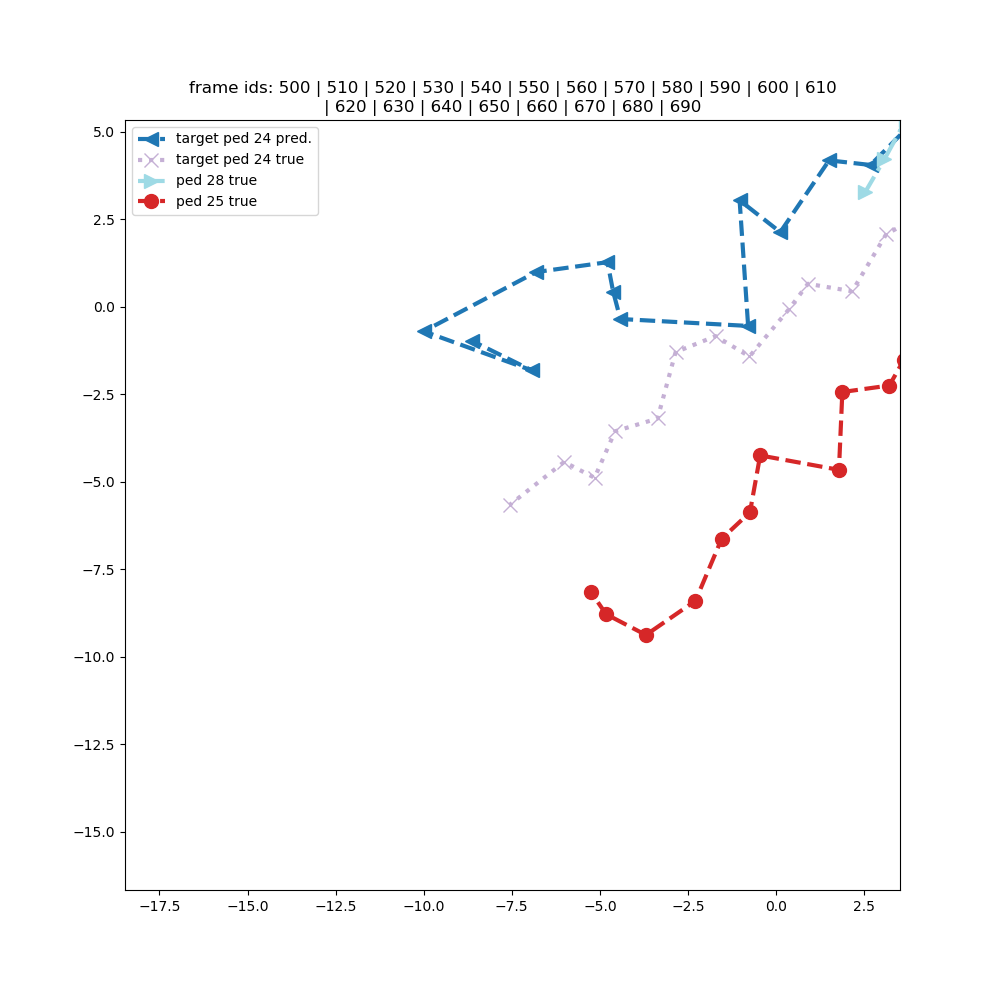 frame ids: 500 | 510 | 520 | 530 | 540 | 550 | 560 | 570 | 580 | 590 | 600 | 610
| 620 | 630 | 640 | 650 | 660 | 670 | 680 | 690
target ped 24 pred.
target ped 24 true
ped 28 true
ped 25 true
5.0
2.5
0.0
−2.5
−5.0
−7.5
−10.0
−12.5
−15.0
−17.5 −15.0 −12.5 −10.0 −7.5 −5.0 −2.5 0.0 2.5